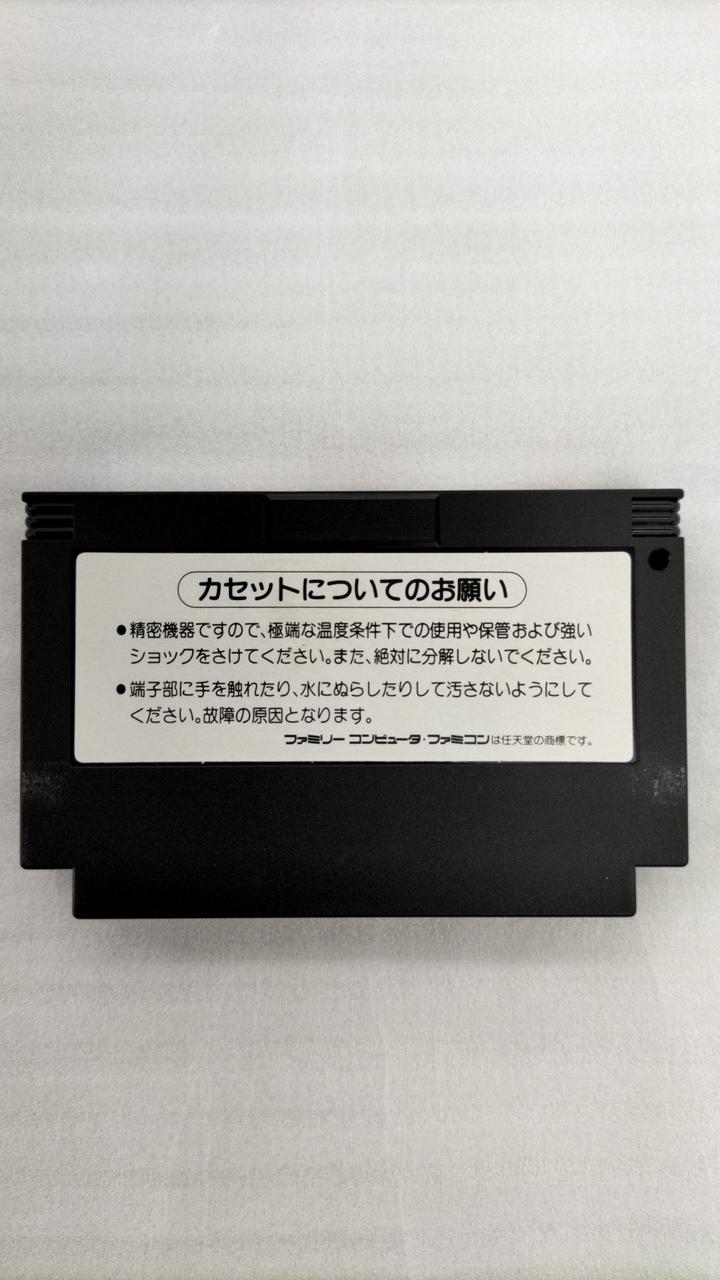 カセットについてのお願い
●精密機器ですので、極端な温度条件下での使用や保管および強い
ショックをさけてください。また、絶対に分解しないでください。
●端子部に手を触れたり、水にぬらしたりして汚さないようにして
ください。故障の原因となります。
ファミリー コンピュータ・ファミコンは任天堂の商標です。